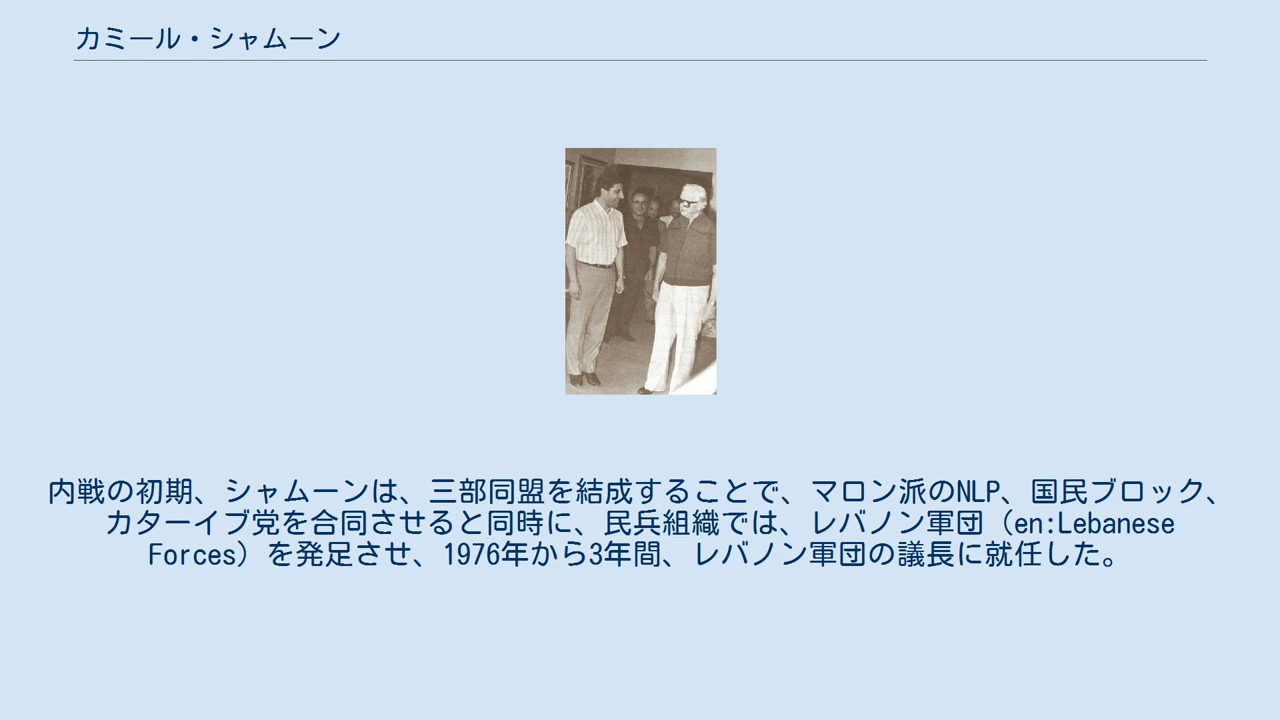 カミール・シャムーン
内戦の初期、シャムーンは、三部同盟を結成することで、マロン派のNLP、国民ブロック、
カターイブ党を合同させると同時に、民兵組織では、レバノン軍団（en:Lebanese
Forces）を発足させ、1976年から3年間、レバノン軍団の議長に就任した。